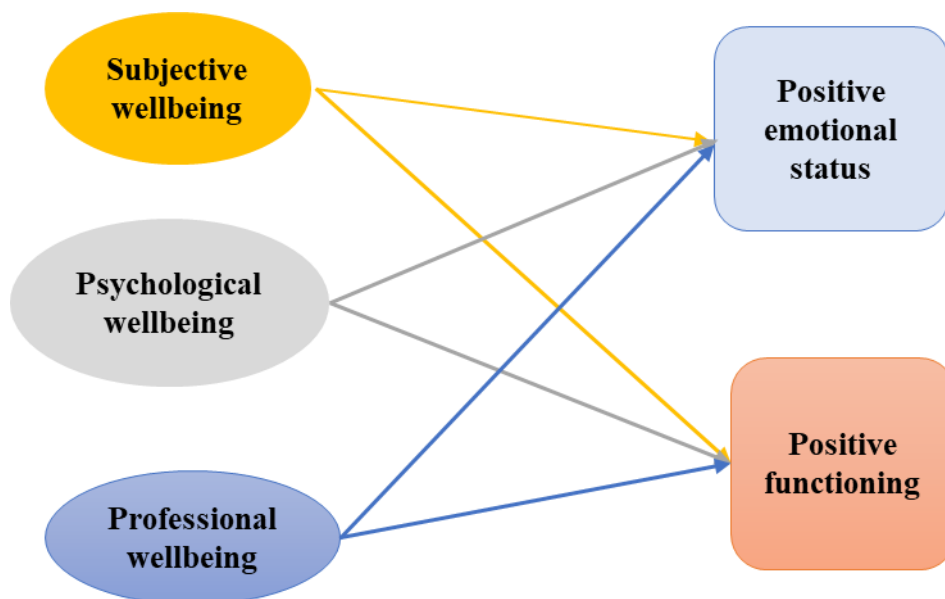 Subjective
wellbeing
Positive
emotional
status
Psychological
wellbeing
Positive
functioning
Professional
wellbeing